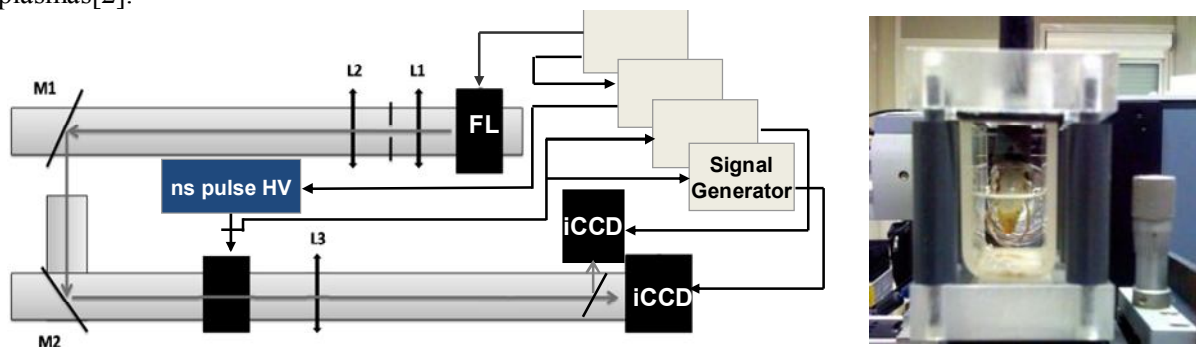 plasmas[2].
L2
L1
M1
FL
ns pulse HV
Signal
Generator
iCCD
L3
iCCD
M2